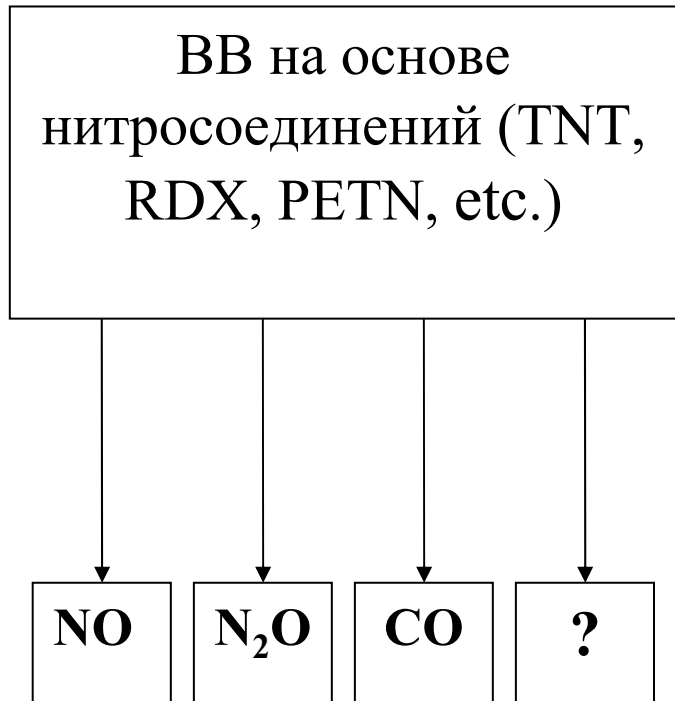 ВВ на основе
нитросоединений (TNT,
RDX, PETN, etc.)
NO
N₂O
CO
?